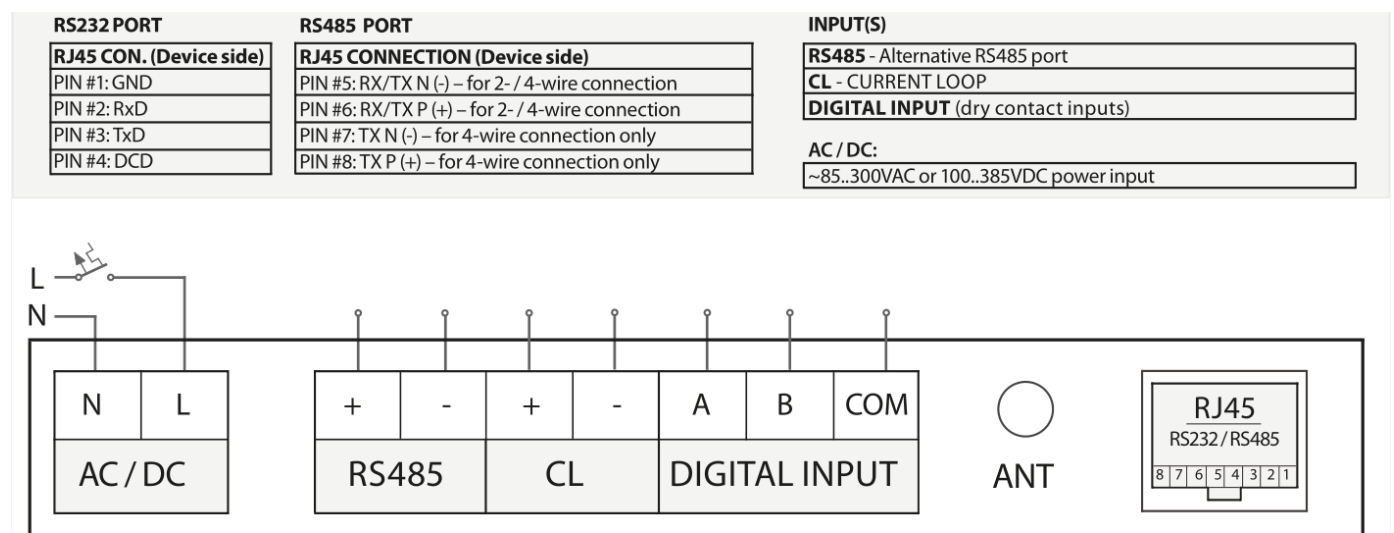 RS232 PORT
RJ45 CON. (Device side)
PIN #1: GND
PIN #2: RxD
PIN #3: TxD
PIN #4: DCD
RS485 PORT
RJ45 CONNECTION (Device side)
PIN #5: RX/TX N (-) – for 2- / 4-wire connection
PIN #6: RX/TX P (+) – for 2- / 4-wire connection
PIN #7: TX N (-) – for 4-wire connection only
PIN #8: TX P (+) – for 4-wire connection only
INPUT(S)
RS485 - Alternative RS485 port
CL - CURRENT LOOP
DIGITAL INPUT (dry contact inputs)
AC / DC:
~85..300VAC or 100..385VDC power input
L
N
N L
AC / DC
+ - + - A B COM
RS485 CL DIGITAL INPUT
ANT
RJ45
RS232 / RS485
8 7 6 5 4 3 2 1